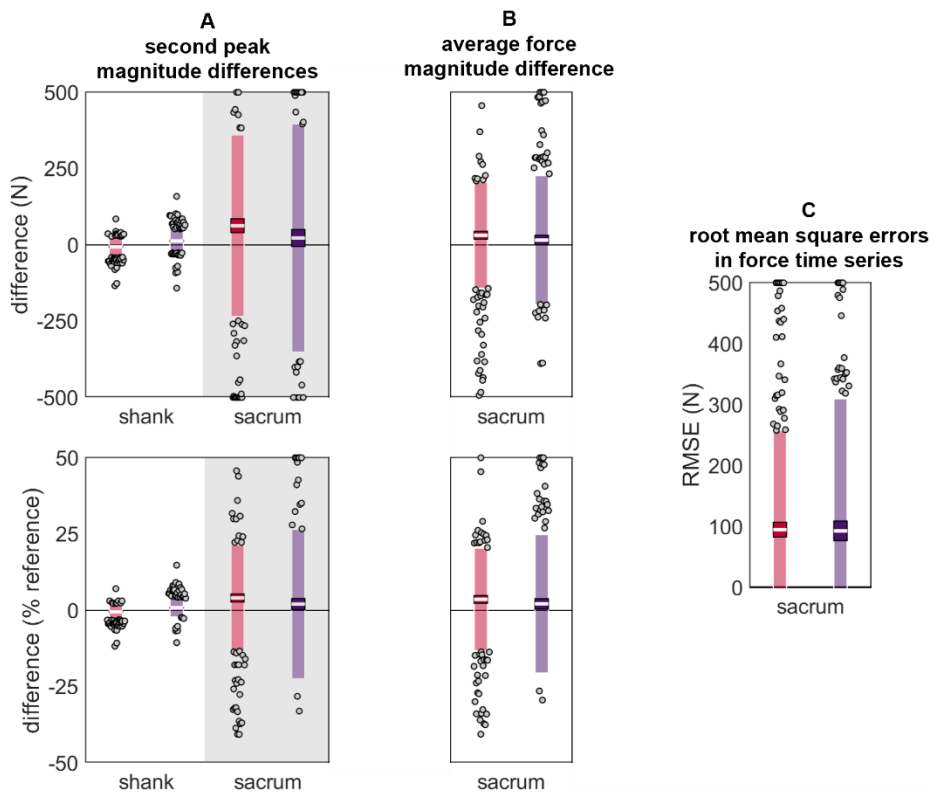 A
second peak
magnitude differences
B
average force
magnitude difference
C
root mean square errors
in force time series
difference (N)
500
250
0
-250
-500
shank
sacrum
sacrum
RMSE (N)
500
400
300
200
100
0
sacrum
difference (% reference)
50
25
0
-25
-50
shank
sacrum
sacrum